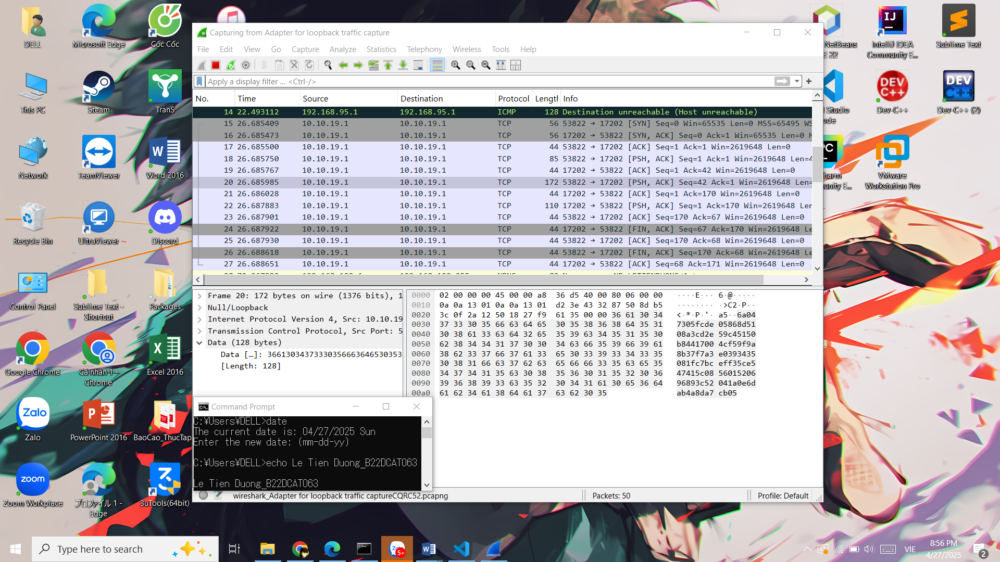 DELL
Microsoft Edge
Cốc Cốc
This PC
Steam
TranS
Network
TeamViewer
Word 2016
Recycle Bin
UltraViewer
Discord
Control Panel
Sublime Text - Shortcut
Packages
Google Chrome
Cá nhân 1 - Chrome
Excel 2016
Zalo
PowerPoint 2016
BaoCao_ThucTap
Zoom Workplace
プロファイル 1 - Edge
3uTools(64bit)
NetBeans
E 22
IntelliJ IDEA
Community E...
Sublime Text
Studio
ode
Dev-C++
Dev-C++ (2)
harm
unity E...
VMware
Workstation Pro
Capturing from Adapter for loopback traffic capture
File Edit View Go Capture Analyze Statistics Telephony Wireless Tools Help
Apply a display filter ... <Ctrl-/>
No. Time Source Destination Protocol Length Info
14 22.493112 192.168.95.1 192.168.95.1 ICMP 128 Destination unreachable (Host unreachable)
15 26.685409 10.10.19.1 10.10.19.1 TCP 56 53822 → 17202 [SYN] Seq=0 Win=65535 Len=0 MSS=65495 WS
16 26.685473 10.10.19.1 10.10.19.1 TCP 56 17202 → 53822 [SYN, ACK] Seq=0 Ack=1 Win=65535 Len=0 M
17 26.685500 10.10.19.1 10.10.19.1 TCP 44 53822 → 17202 [ACK] Seq=1 Ack=1 Win=2619648 Len=0
18 26.685750 10.10.19.1 10.10.19.1 TCP 85 53822 → 17202 [PSH, ACK] Seq=1 Ack=1 Win=2619648 Len=4
19 26.685767 10.10.19.1 10.10.19.1 TCP 44 17202 → 53822 [ACK] Seq=1 Ack=42 Win=2619648 Len=0
20 26.685985 10.10.19.1 10.10.19.1 TCP 172 53822 → 17202 [PSH, ACK] Seq=42 Ack=1 Win=2619648 Len=
21 26.686028 10.10.19.1 10.10.19.1 TCP 44 17202 → 53822 [ACK] Seq=1 Ack=170 Win=2619648 Len=0
22 26.687883 10.10.19.1 10.10.19.1 TCP 110 17202 → 53822 [PSH, ACK] Seq=1 Ack=170 Win=2619648 Ler
23 26.687901 10.10.19.1 10.10.19.1 TCP 44 53822 → 17202 [ACK] Seq=170 Ack=67 Win=2619648 Len=0
24 26.687922 10.10.19.1 10.10.19.1 TCP 44 17202 → 53822 [FIN, ACK] Seq=67 Ack=170 Win=2619648 Le
25 26.687930 10.10.19.1 10.10.19.1 TCP 44 53822 → 17202 [ACK] Seq=170 Ack=68 Win=2619648 Len=0
26 26.688618 10.10.19.1 10.10.19.1 TCP 44 53822 → 17202 [FIN, ACK] Seq=170 Ack=68 Win=2619648 Le
27 26.688651 10.10.19.1 10.10.19.1 TCP 44 17202 → 53822 [ACK] Seq=68 Ack=171 Win=2619648 Len=0
Frame 20: 172 bytes on wire (1376 bits), 1
Null/Loopback
Internet Protocol Version 4, Src: 10.10.19
Transmission Control Protocol, Src Port: 5
Data (128 bytes)
Data […]: 36613034373330356663646530353
[Length: 128]
0000 02 00 00 00 45 00 00 a8 36 d5 40 00 80 06 00 00 ····E··· 6·@·····
0010 0a 0a 13 01 0a 0a 13 01 d2 3e 43 32 87 50 8d b5 ········ ·>C2·P··
0020 3c 0f 2a 12 50 18 27 f9 61 35 00 00 36 61 30 34 <·*·P·'· a5··6a04
0030 37 33 30 35 66 63 64 65 30 35 38 36 38 64 35 31 7305fcde 05868d51
0040 30 38 61 33 63 64 32 65 35 39 63 34 35 31 35 30 08a3cd2e 59c45150
0050 62 38 34 34 31 37 30 30 34 63 66 35 39 66 39 61 b8441700 4cf59f9a
0060 38 62 33 37 66 37 61 33 65 30 33 39 33 34 33 35 8b37f7a3 e0393435
0070 30 38 31 66 63 37 62 63 65 66 66 33 35 63 65 35 081fc7bc eff35ce5
0080 34 37 34 31 35 63 30 38 35 36 30 31 35 32 30 36 47415c08 56015206
0090 39 36 38 39 33 63 35 32 30 34 31 61 30 65 36 64 96893c52 041a0e6d
00a0 61 62 34 61 38 64 61 37 63 62 30 35 ab4a8da7 cb05
Command Prompt
C:¥Users¥DELL>date
The current date is: 04/27/2025 Sun
Enter the new date: (mm-dd-yy)
C:¥Users¥DELL>echo Le Tien Duong_B22DCAT063
Le Tien Duong_B22DCAT063
wireshark_Adapter for loopback traffic captureCQRC52.pcapng
Packets: 50
Profile: Default
Type here to search
5+
VIE
8:56 PM
4/27/2025
2